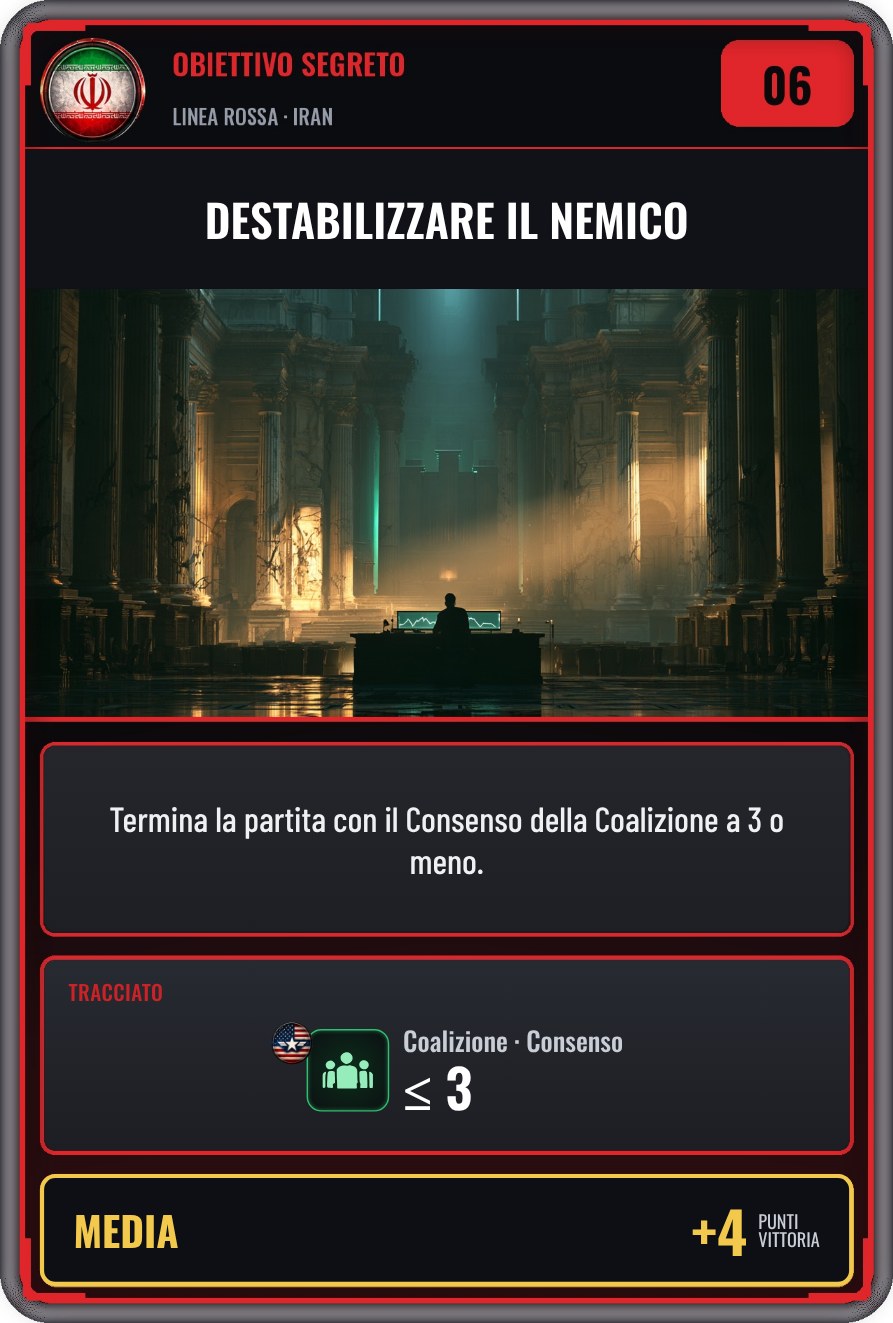 OBIETTIVO SEGRETO
LINEA ROSSA · IRAN
06
DESTABILIZZARE IL NEMICO
Termina la partita con il Consenso della Coalizione a 3 o
meno.
TRACCIATO
Coalizione · Consenso
≤ 3
MEDIA
+4
PUNTI
VITTORIA